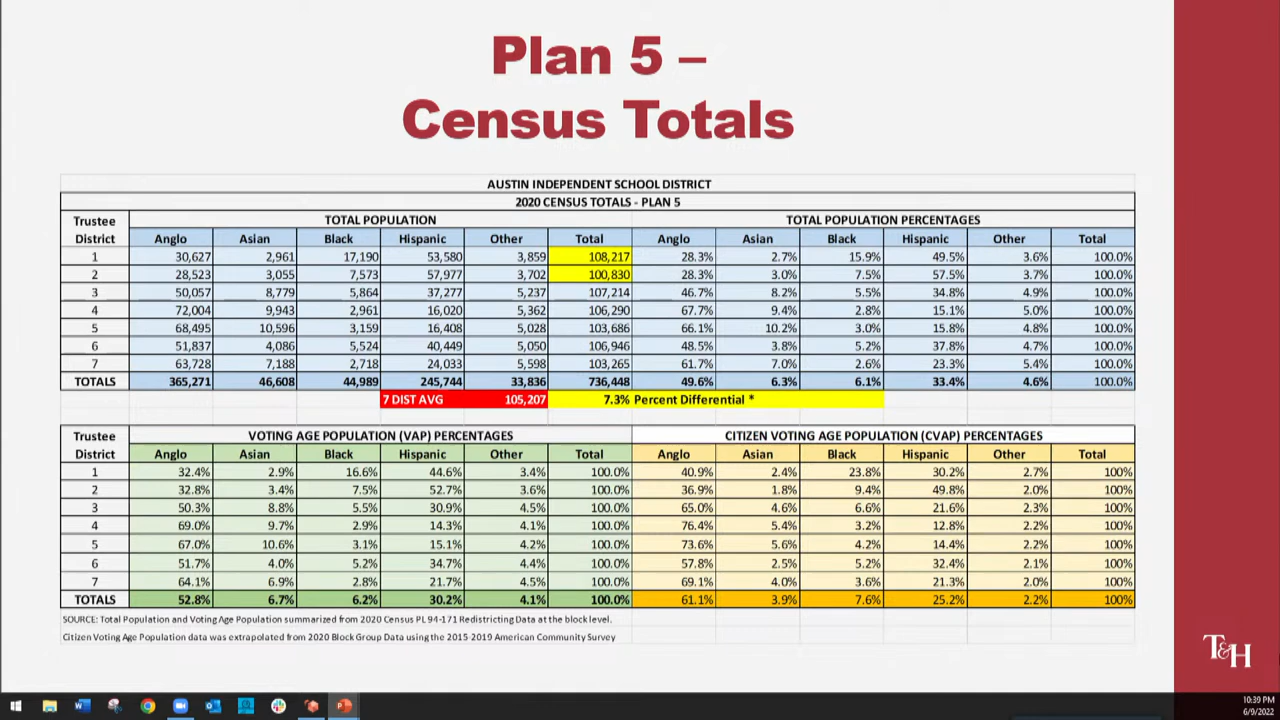 Plan 5 –
Census Totals
AUSTIN INDEPENDENT SCHOOL DISTRICT
2020 CENSUS TOTALS - PLAN 5
Trustee District TOTAL POPULATION TOTAL POPULATION PERCENTAGES
Anglo Asian Black Hispanic Other Total Anglo Asian Black Hispanic Other Total
1 30,627 2,961 17,190 53,580 3,859 108,217 28.3% 2.7% 15.9% 49.5% 3.6% 100.0%
2 28,523 3,055 7,573 57,977 3,702 100,830 28.3% 3.0% 7.5% 57.5% 3.7% 100.0%
3 50,057 8,779 5,864 37,277 5,237 107,214 46.7% 8.2% 5.5% 34.8% 4.9% 100.0%
4 72,004 9,943 2,961 16,020 5,362 106,290 67.7% 9.4% 2.8% 15.1% 5.0% 100.0%
5 68,495 10,596 3,159 16,408 5,028 103,686 66.1% 10.2% 3.0% 15.8% 4.8% 100.0%
6 51,837 4,086 5,524 40,449 5,050 106,946 48.5% 3.8% 5.2% 37.8% 4.7% 100.0%
7 63,728 7,188 2,718 24,033 5,598 103,265 61.7% 7.0% 2.6% 23.3% 5.4% 100.0%
TOTALS 365,271 46,608 44,989 245,744 33,836 736,448 49.6% 6.3% 6.1% 33.4% 4.6% 100.0%
7 DIST AVG 105,207 7.3% Percent Differential *
Trustee District VOTING AGE POPULATION (VAP) PERCENTAGES CITIZEN VOTING AGE POPULATION (CVAP) PERCENTAGES
Anglo Asian Black Hispanic Other Total Anglo Asian Black Hispanic Other Total
1 32.4% 2.9% 16.6% 44.6% 3.4% 100.0% 40.9% 2.4% 23.8% 30.2% 2.7% 100%
2 32.8% 3.4% 7.5% 52.7% 3.6% 100.0% 36.9% 1.8% 9.4% 49.8% 2.0% 100%
3 50.3% 8.8% 5.5% 30.9% 4.5% 100.0% 65.0% 4.6% 6.6% 21.6% 2.3% 100%
4 69.0% 9.7% 2.9% 14.3% 4.1% 100.0% 76.4% 5.4% 3.2% 12.8% 2.2% 100%
5 67.0% 10.6% 3.1% 15.1% 4.2% 100.0% 73.6% 5.6% 4.2% 14.4% 2.2% 100%
6 51.7% 4.0% 5.2% 34.7% 4.4% 100.0% 57.8% 2.5% 5.2% 32.4% 2.1% 100%
7 64.1% 6.9% 2.8% 21.7% 4.5% 100.0% 69.1% 4.0% 3.6% 21.3% 2.0% 100%
TOTALS 52.8% 6.7% 6.2% 30.2% 4.1% 100.0% 61.1% 3.9% 7.6% 25.2% 2.2% 100%
SOURCE: Total Population and Voting Age Population summarized from 2020 Census PL 94-171 Redistricting Data at the block level.
Citizen Voting Age Population data was extrapolated from 2020 Block Group Data using the 2015-2019 American Community Survey
T&H
10:39 PM
6/9/2022